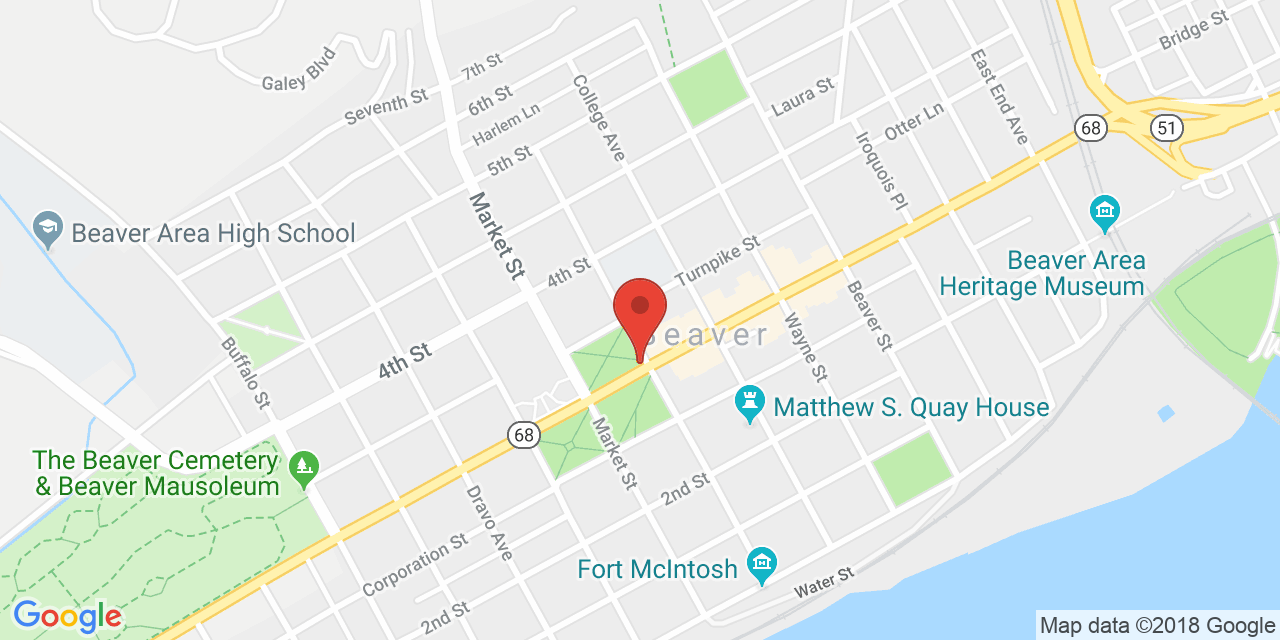 Bridge St
Galey Blvd
7th St
East End Ave
Seventh St
6th St
College Ave
Laura St
Harlem Ln
Otter Ln
68
51
5th St
Iroquois Pl
Market St
Beaver Area High School
4th St
Turnpike St
Beaver Area
Heritage Museum
Beaver St
eaver
Wayne St
Buffalo St
4th St
Matthew S. Quay House
68
Market St
The Beaver Cemetery
& Beaver Mausoleum
2nd St
Dravo Ave
Corporation St
Fort McIntosh
Water St
2nd St
Google
Map data ©2018 Google